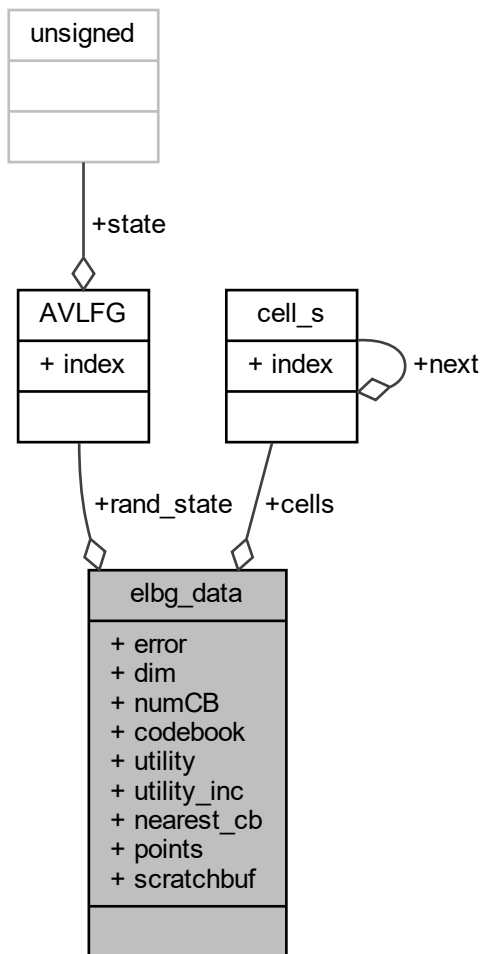 unsigned
+state
AVLFG
+ index
cell_s
+ index
+next
+rand_state
+cells
elbg_data
+ error
+ dim
+ numCB
+ codebook
+ utility
+ utility_inc
+ nearest_cb
+ points
+ scratchbuf